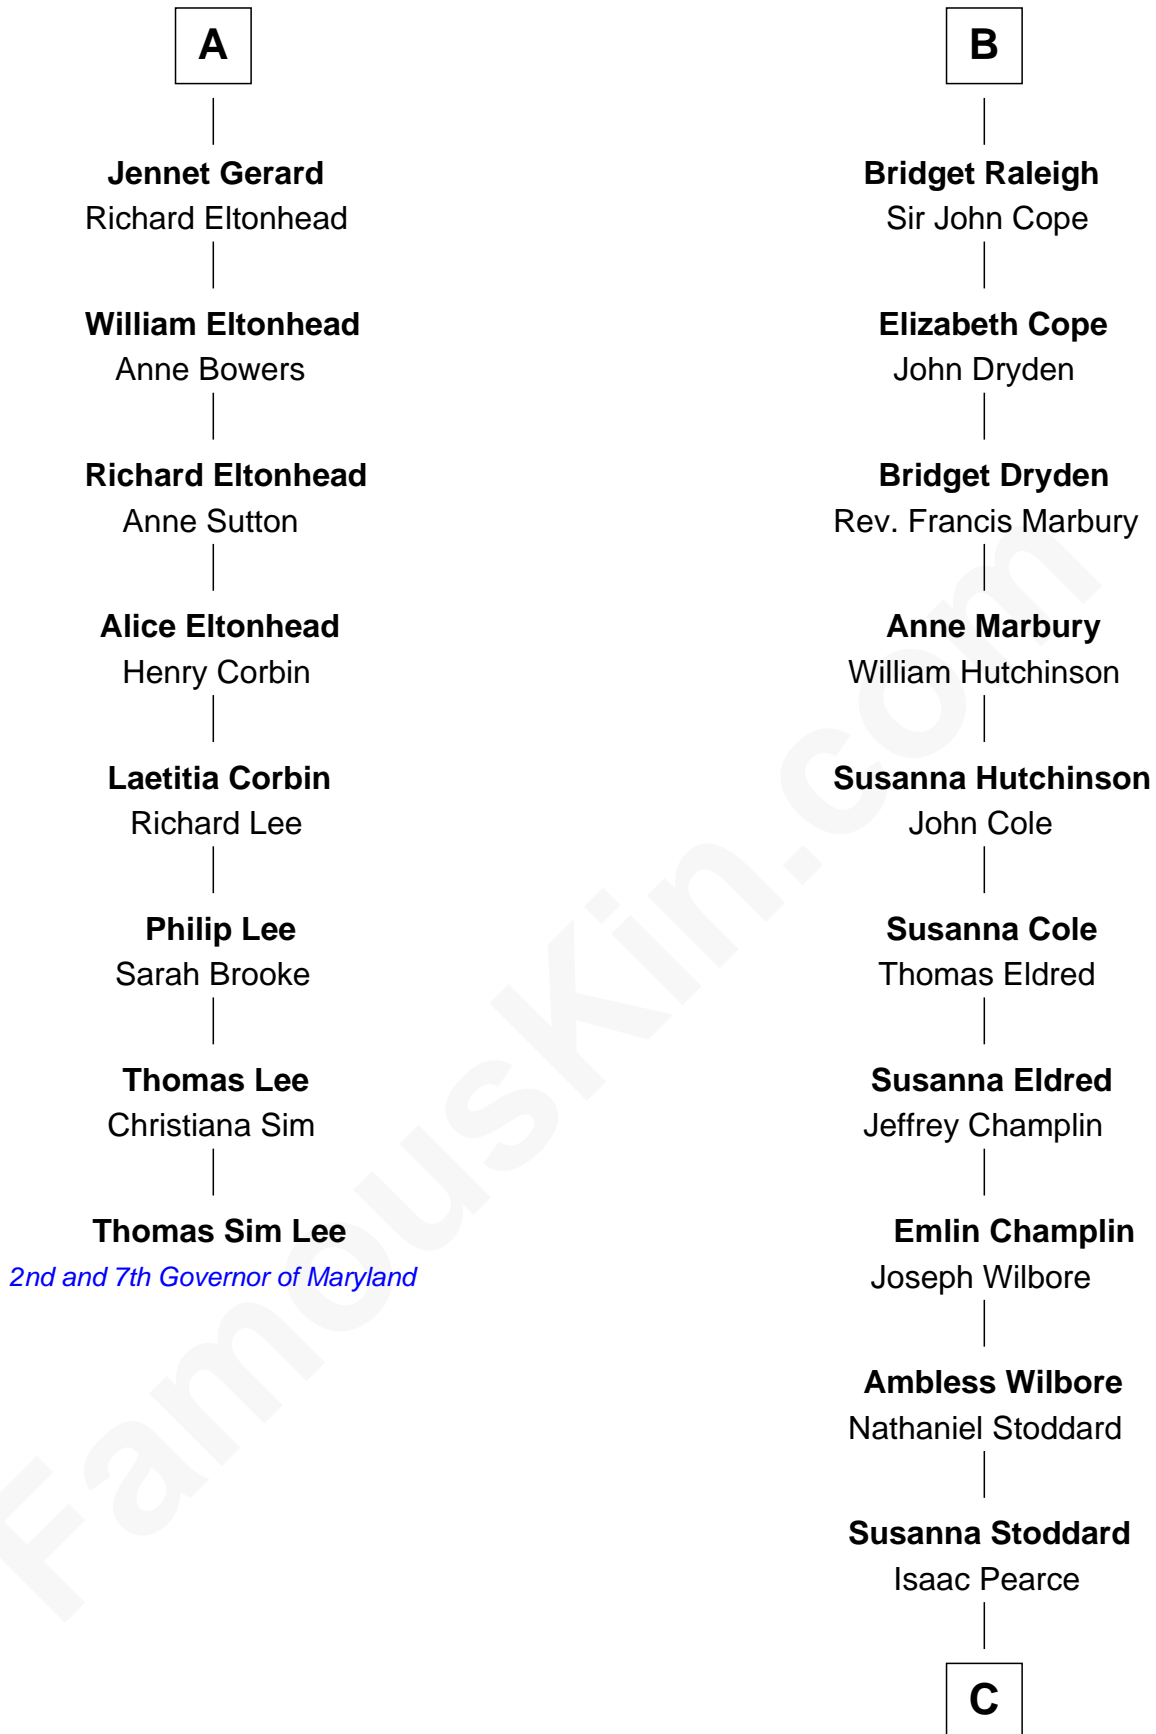 A
Jennet Gerard
Richard Eltonhead
William Eltonhead
Anne Bowers
Richard Eltonhead
Anne Sutton
Alice Eltonhead
Henry Corbin
Laetitia Corbin
Richard Lee
Philip Lee
Sarah Brooke
Thomas Lee
Christiana Sim
Thomas Sim Lee
2nd and 7th Governor of Maryland
B
Bridget Raleigh
Sir John Cope
Elizabeth Cope
John Dryden
Bridget Dryden
Rev. Francis Marbury
Anne Marbury
William Hutchinson
Susanna Hutchinson
John Cole
Susanna Cole
Thomas Eldred
Susanna Eldred
Jeffrey Champlin
Emlin Champlin
Joseph Wilbore
Ambless Wilbore
Nathaniel Stoddard
Susanna Stoddard
Isaac Pearce
C
FamousKin.com